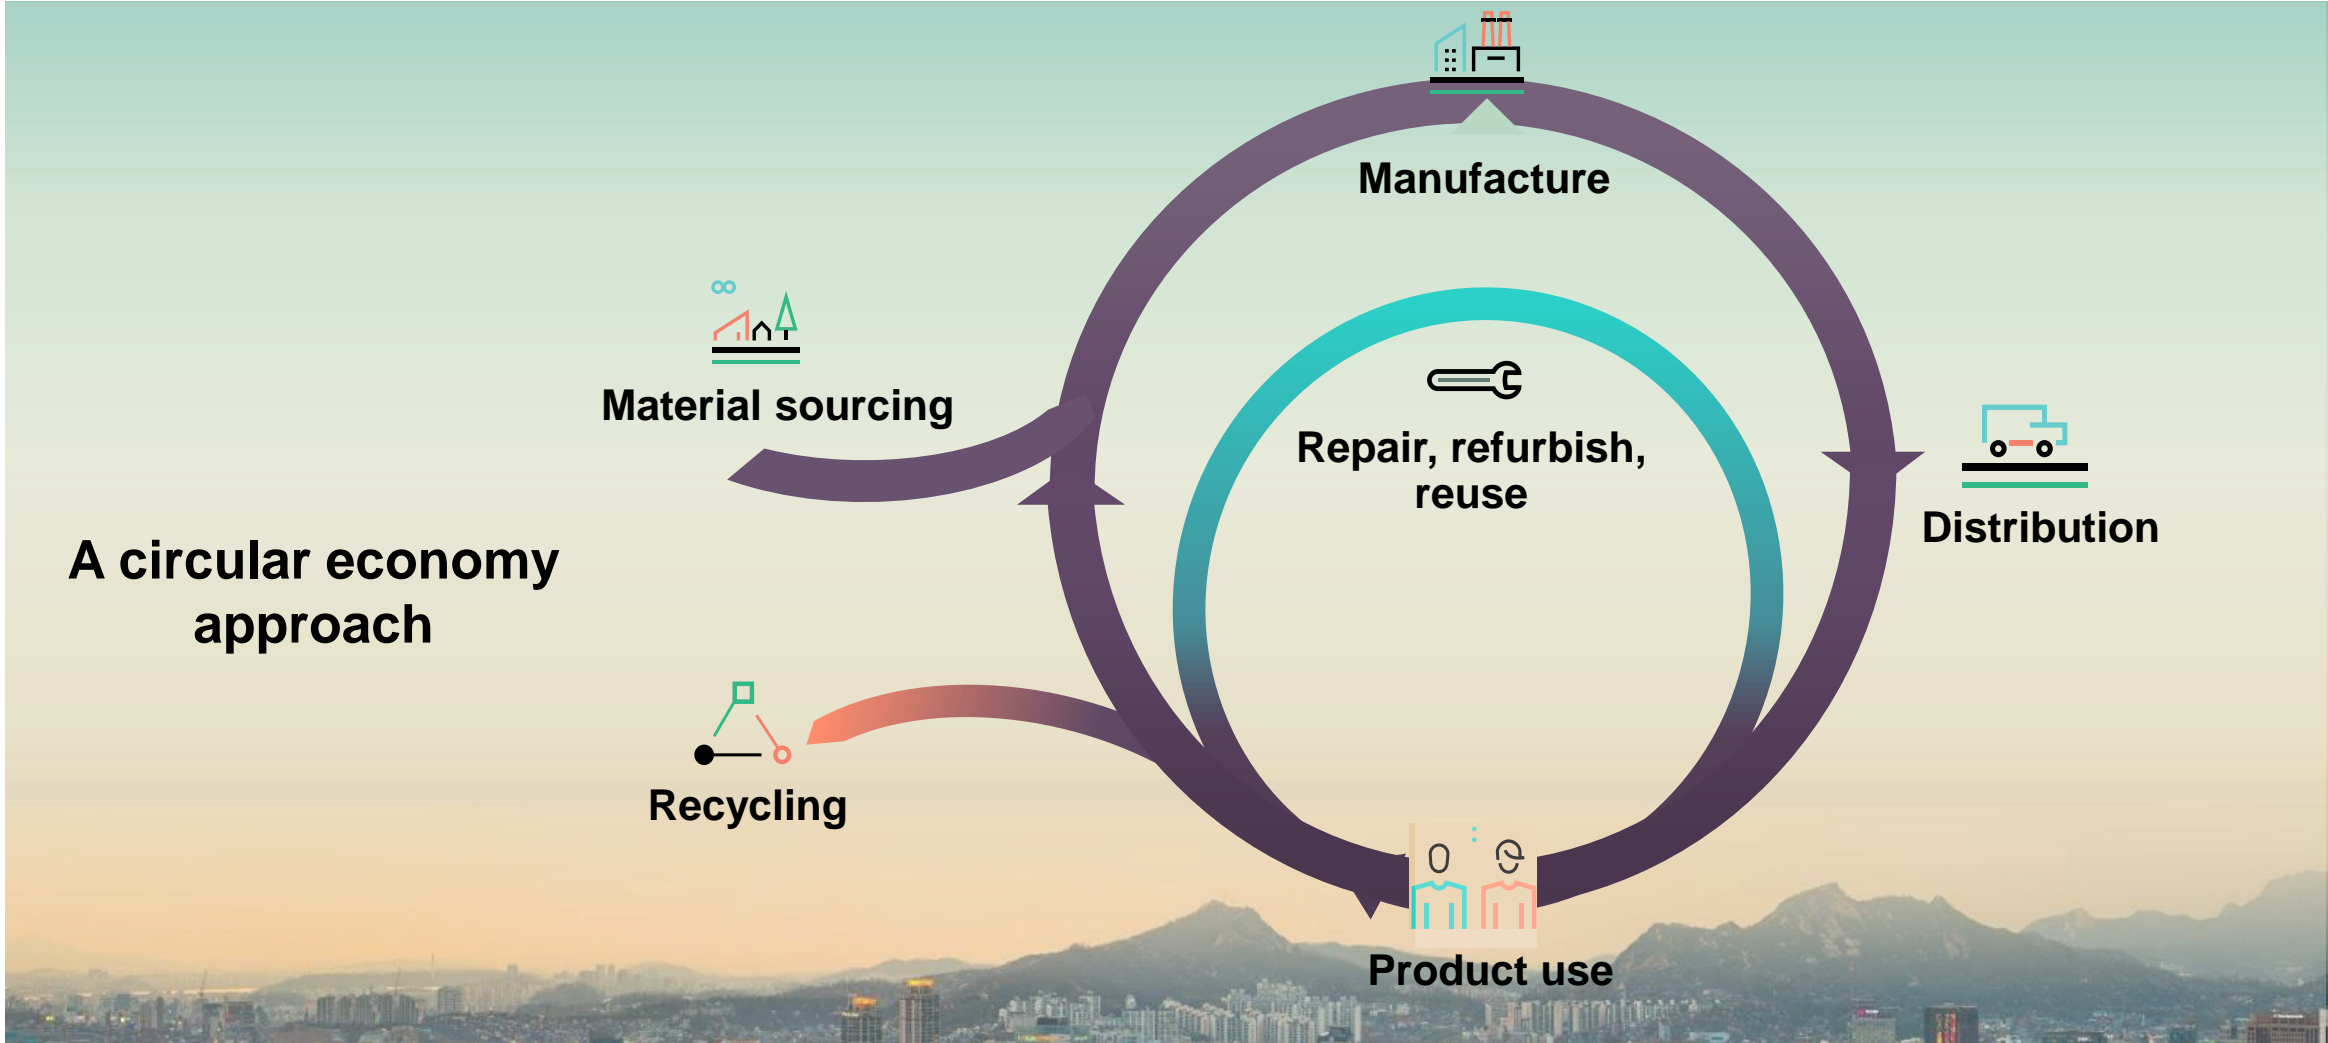 Manufacture
Material sourcing
Repair, refurbish,
reuse
Distribution
A circular economy
approach
Recycling
Product use